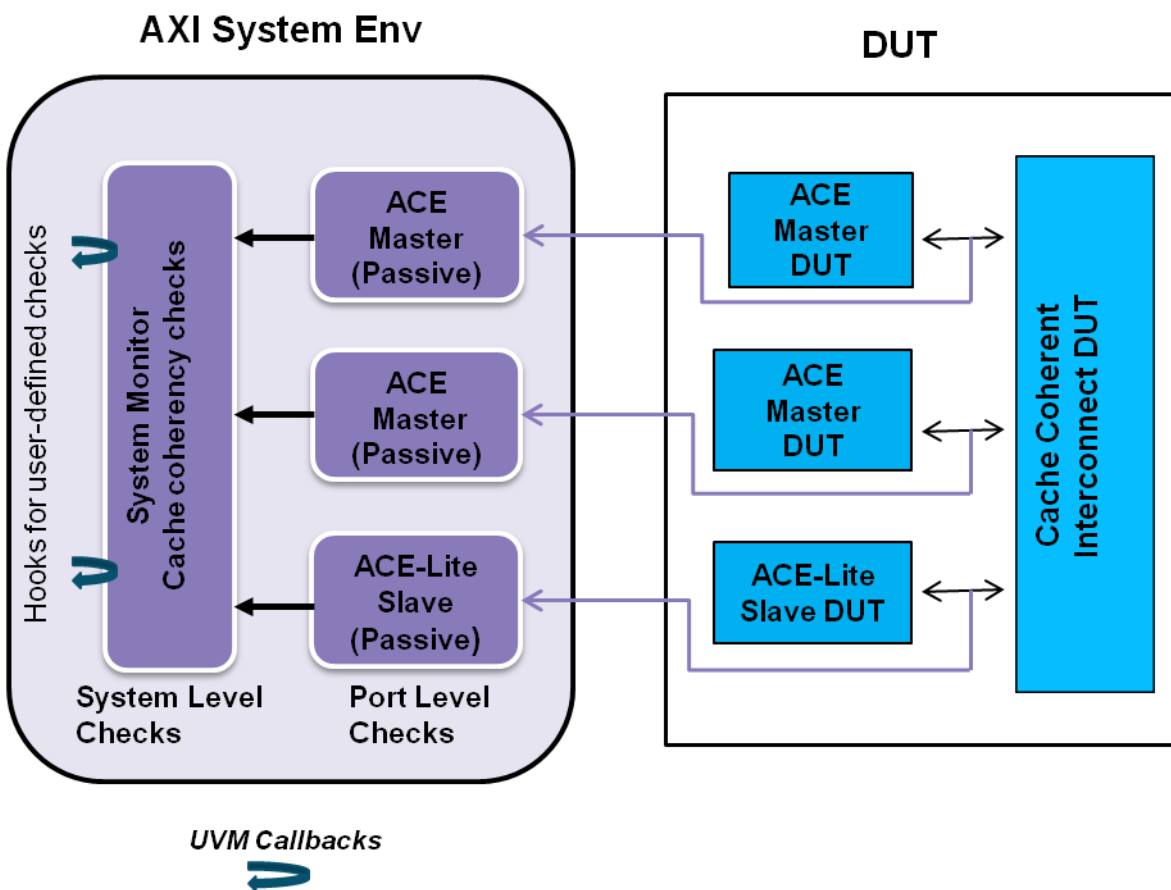 AXI System Env
DUT
Hooks for user-defined checks
System Monitor
Cache coherency checks
ACE
Master
(Passive)
ACE
Master
(Passive)
ACE-Lite
Slave
(Passive)
System Level
Checks
Port Level
Checks
ACE
Master
DUT
ACE
Master
DUT
ACE-Lite
Slave DUT
Cache Coherent
Interconnect DUT
UVM Callbacks